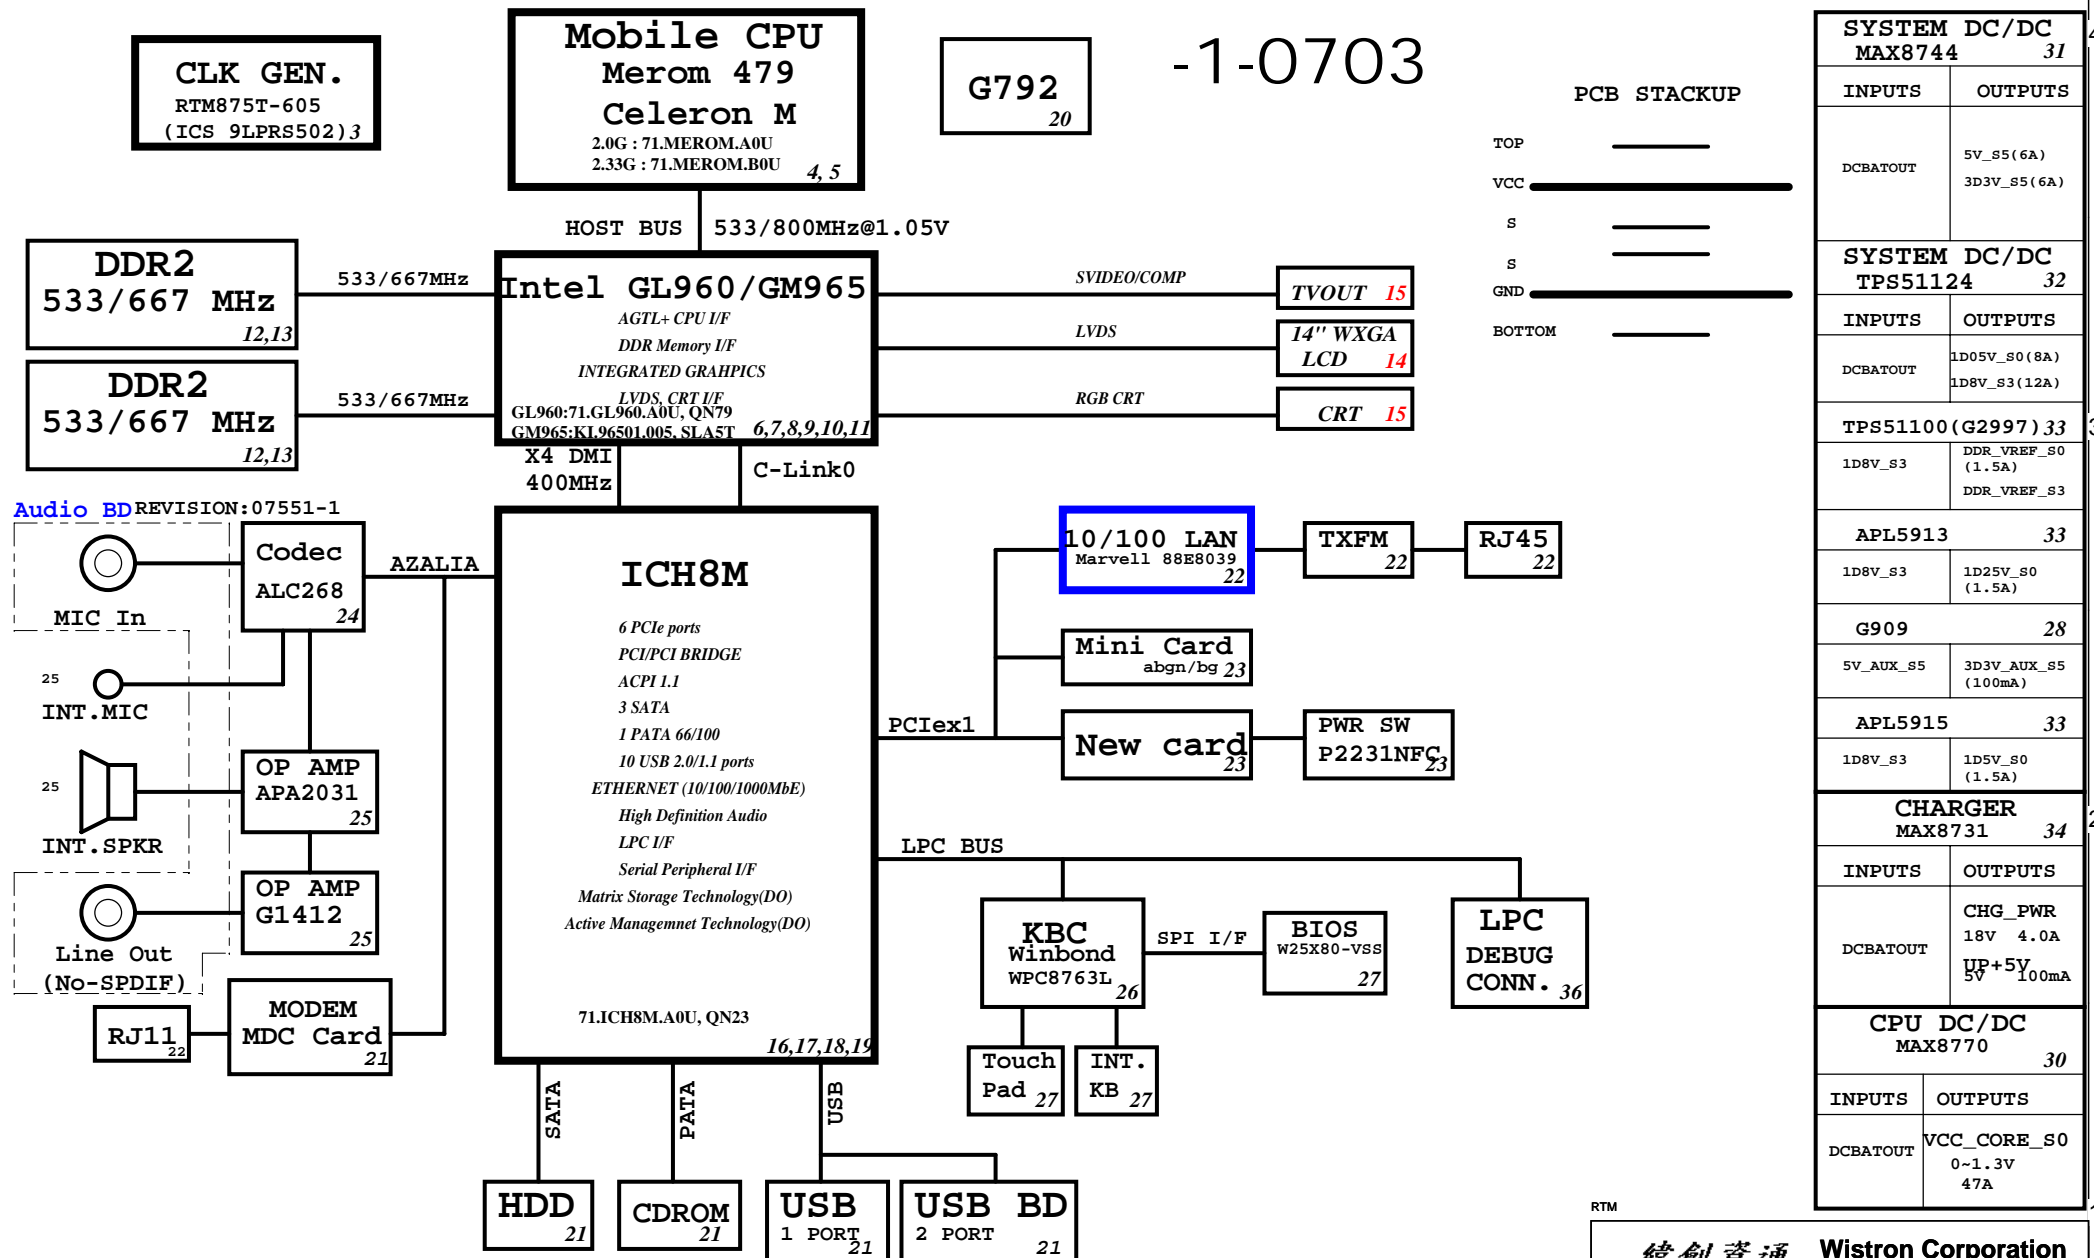 CLK GEN.
RTM875T-605
(ICS 9LPRS502) 3
Mobile CPU
Merom 479
Celeron M
2.0G : 71.MEROM.A0U
2.33G : 71.MEROM.B0U
4, 5
G792
20
-1-0703
PCB STACKUP
TOP
VCC
S
S
GND
BOTTOM
HOST BUS 533/800MHz@1.05V
DDR2
533/667 MHz
12,13
533/667MHz
DDR2
533/667 MHz
12,13
533/667MHz
Intel GL960/GM965
AGTL+ CPU I/F
DDR Memory I/F
INTEGRATED GRAHPICS
LVDS, CRT I/F
GL960:71.GL960.A0U, QN79
GM965:KI.96501.005, SLA5T
6,7,8,9,10,11
SVIDEO/COMP
TVOUT 15
LVDS
14" WXGA
LCD 14
RGB CRT
CRT 15
X4 DMI
400MHz
C-Link0
Audio BD REVISION:07551-1
MIC In
Codec
ALC268
24
AZALIA
25
INT.MIC
25
INT.SPKR
OP AMP
APA2031
25
OP AMP
G1412
25
Line Out
(No-SPDIF)
RJ11
22
MODEM
MDC Card
21
ICH8M
6 PCIe ports
PCI/PCI BRIDGE
ACPI 1.1
3 SATA
1 PATA 66/100
10 USB 2.0/1.1 ports
ETHERNET (10/100/1000MbE)
High Definition Audio
LPC I/F
Serial Peripheral I/F
Matrix Storage Technology(DO)
Active Managemnet Technology(DO)
71.ICH8M.A0U, QN23
16,17,18,19
PCIex1
10/100 LAN
Marvell 88E8039
22
TXFM
22
RJ45
22
Mini Card
abgn/bg 23
New card
23
PWR SW
P2231NFC
23
LPC BUS
KBC
Winbond
WPC8763L
26
SPI I/F
BIOS
W25X80-VSS
27
LPC
DEBUG
CONN. 36
Touch
Pad 27
INT.
KB 27
SATA
PATA
USB
HDD
21
CDROM
21
USB
1 PORT
21
USB BD
2 PORT
21
SYSTEM DC/DC
MAX8744 31
INPUTS OUTPUTS
DCBATOUT
5V_S5(6A)
3D3V_S5(6A)
SYSTEM DC/DC
TPS51124 32
INPUTS OUTPUTS
DCBATOUT
1D05V_S0(8A)
1D8V_S3(12A)
TPS51100(G2997) 33
1D8V_S3
DDR_VREF_S0
(1.5A)
DDR_VREF_S3
APL5913 33
1D8V_S3
1D25V_S0
(1.5A)
G909 28
5V_AUX_S5
3D3V_AUX_S5
(100mA)
APL5915 33
1D8V_S3
1D5V_S0
(1.5A)
CHARGER
MAX8731 34
INPUTS OUTPUTS
DCBATOUT
CHG_PWR
18V 4.0A
UP+5V
5V 100mA
CPU DC/DC
MAX8770
30
INPUTS OUTPUTS
DCBATOUT
VCC_CORE_S0
0~1.3V
47A
RTM
緯創資通 Wistron Corporation